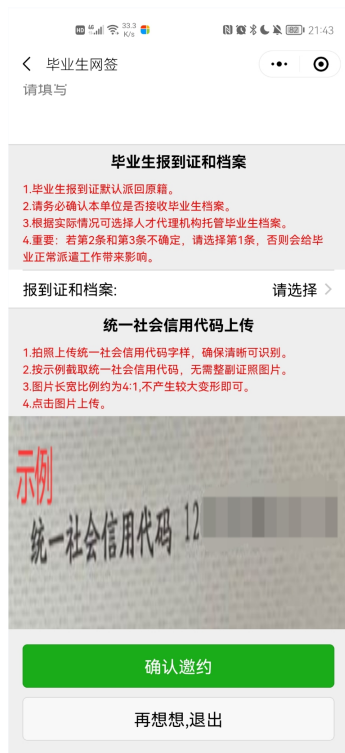 HD 4G 33.3 K/s 82 21:43
毕业生网签
请填写
毕业生报到证和档案
1.毕业生报到证默认派回原籍。
2.请务必确认本单位是否接收毕业生档案。
3.根据实际情况可选择人才代理机构托管毕业生档案。
4.重要：若第2条和第3条不确定，请选择第1条，否则会给毕
业正常派遣工作带来影响。
报到证和档案: 请选择
统一社会信用代码上传
1.拍照上传统一社会信用代码字样，确保清晰可识别。
2.按示例截取统一社会信用代码，无需整副证照图片。
3.图片长宽比例约为4:1,不产生较大变形即可。
4.点击图片上传。
示例
统一社会信用代码 12
确认邀约
再想想,退出